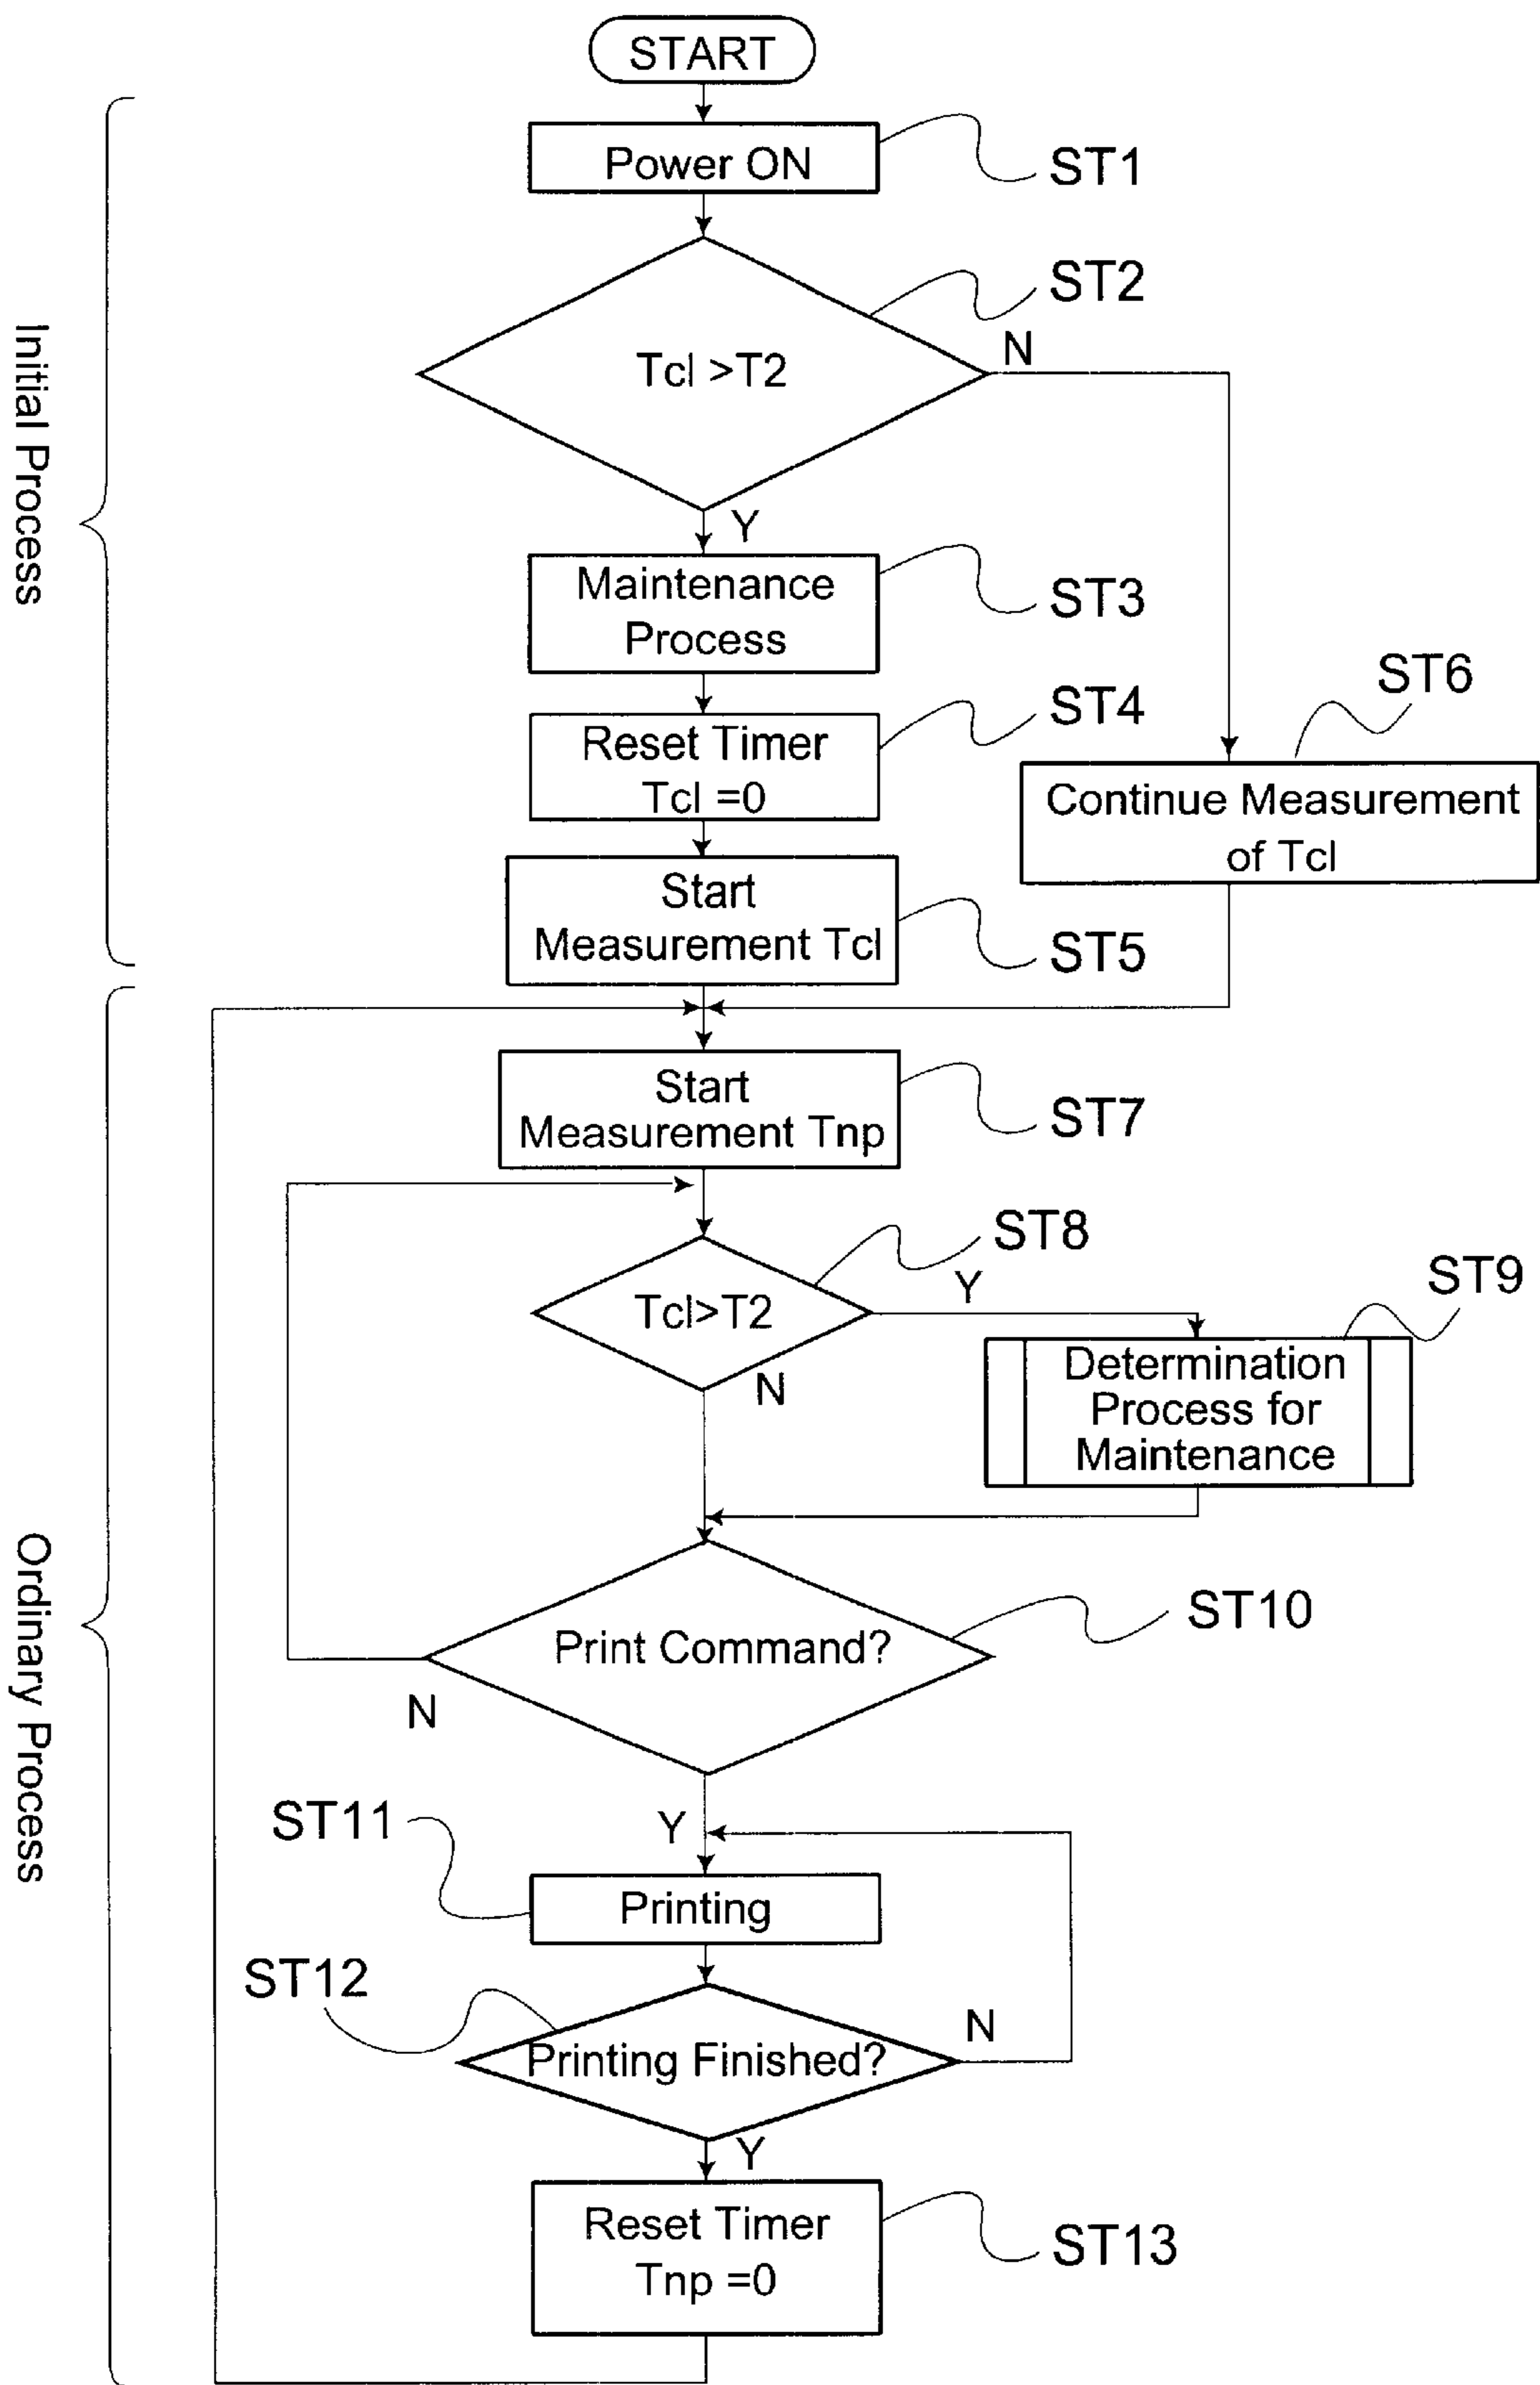 START
Power ON
ST1
ST2
Tcl >T2
N
Y
Maintenance
Process
ST3
Initial Process
ST4
Reset Timer
Tcl =0
ST6
Continue Measurement
of Tcl
Start
Measurement Tcl
ST5
Start
Measurement Tnp
ST7
ST8
Tcl>T2
Y
N
ST9
Determination
Process for
Maintenance
ST10
Print Command?
N
Y
Ordinary Process
ST11
Printing
ST12
Printing Finished?
N
Y
Reset Timer
Tnp =0
ST13